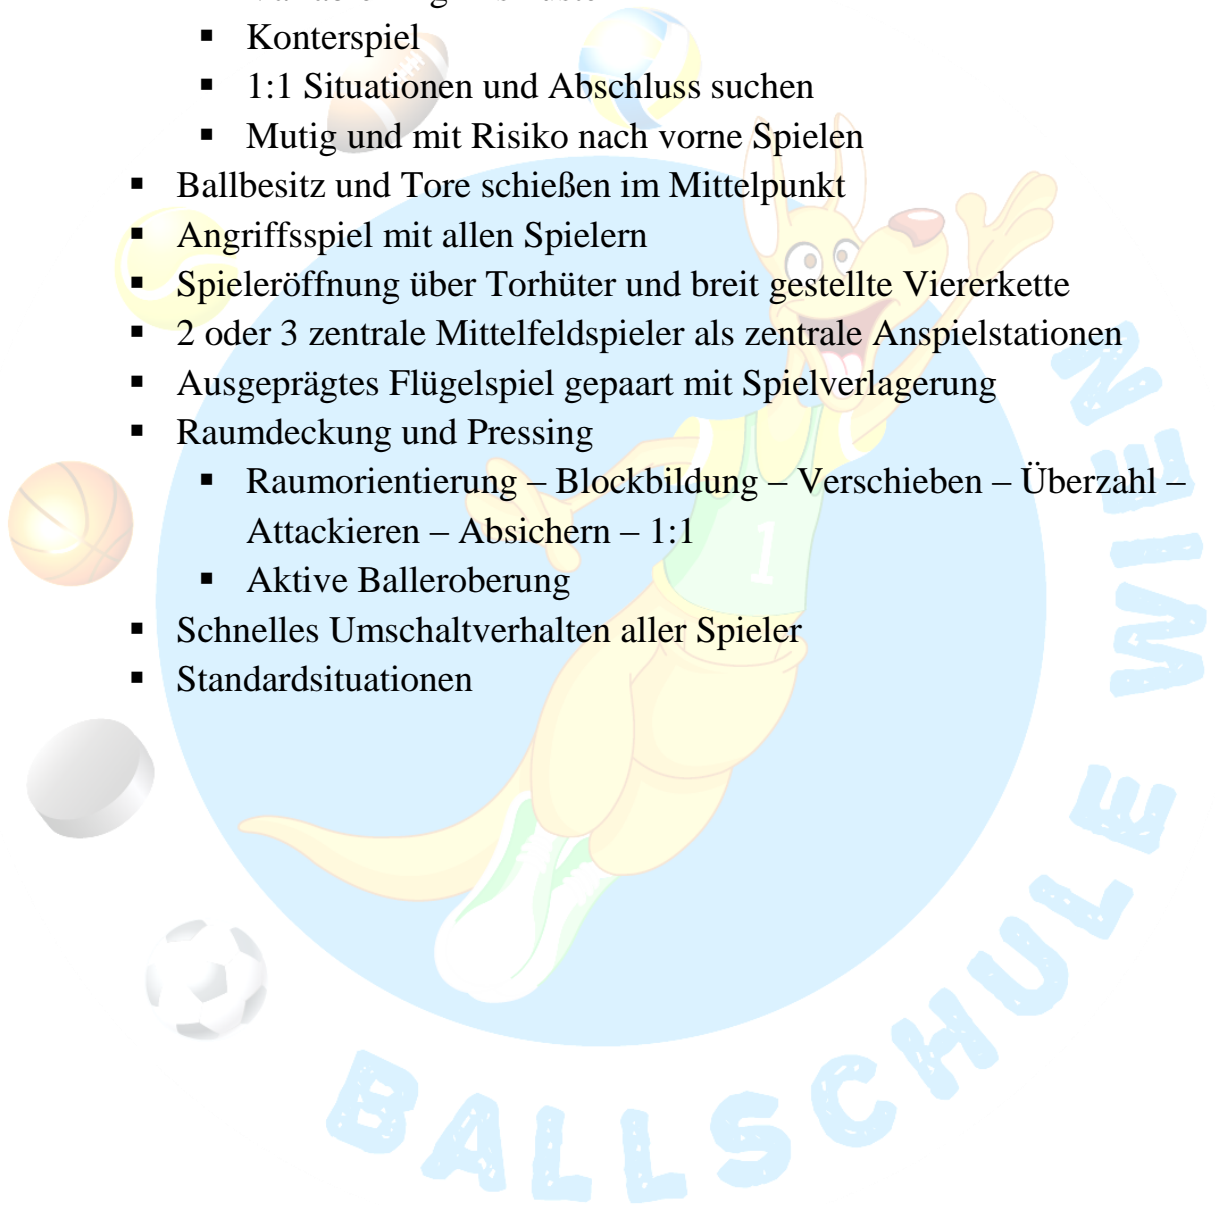 ▪ Konterspiel
▪ 1:1 Situationen und Abschluss suchen
▪ Mutig und mit Risiko nach vorne Spielen
▪ Ballbesitz und Tore schießen im Mittelpunkt
▪ Angriffsspiel mit allen Spielern
▪ Spieleröffnung über Torhüter und breit gestellte Viererkette
▪ 2 oder 3 zentrale Mittelfeldspieler als zentrale Anspielstationen
▪ Ausgeprägtes Flügelspiel gepaart mit Spielverlagerung
▪ Raumdeckung und Pressing
▪ Raumorientierung – Blockbildung – Verschieben – Überzahl –
Attackieren – Absichern – 1:1
▪ Aktive Balleroberung
▪ Schnelles Umschaltverhalten aller Spieler
▪ Standardsituationen
1
BALLSCHULE WIEN